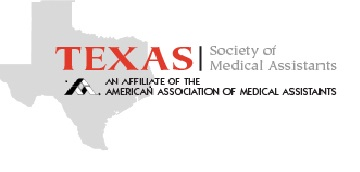 TEXAS
Society of
Medical Assistants
AN AFFILIATE OF THE
AMERICAN ASSOCIATION OF MEDICAL ASSISTANTS